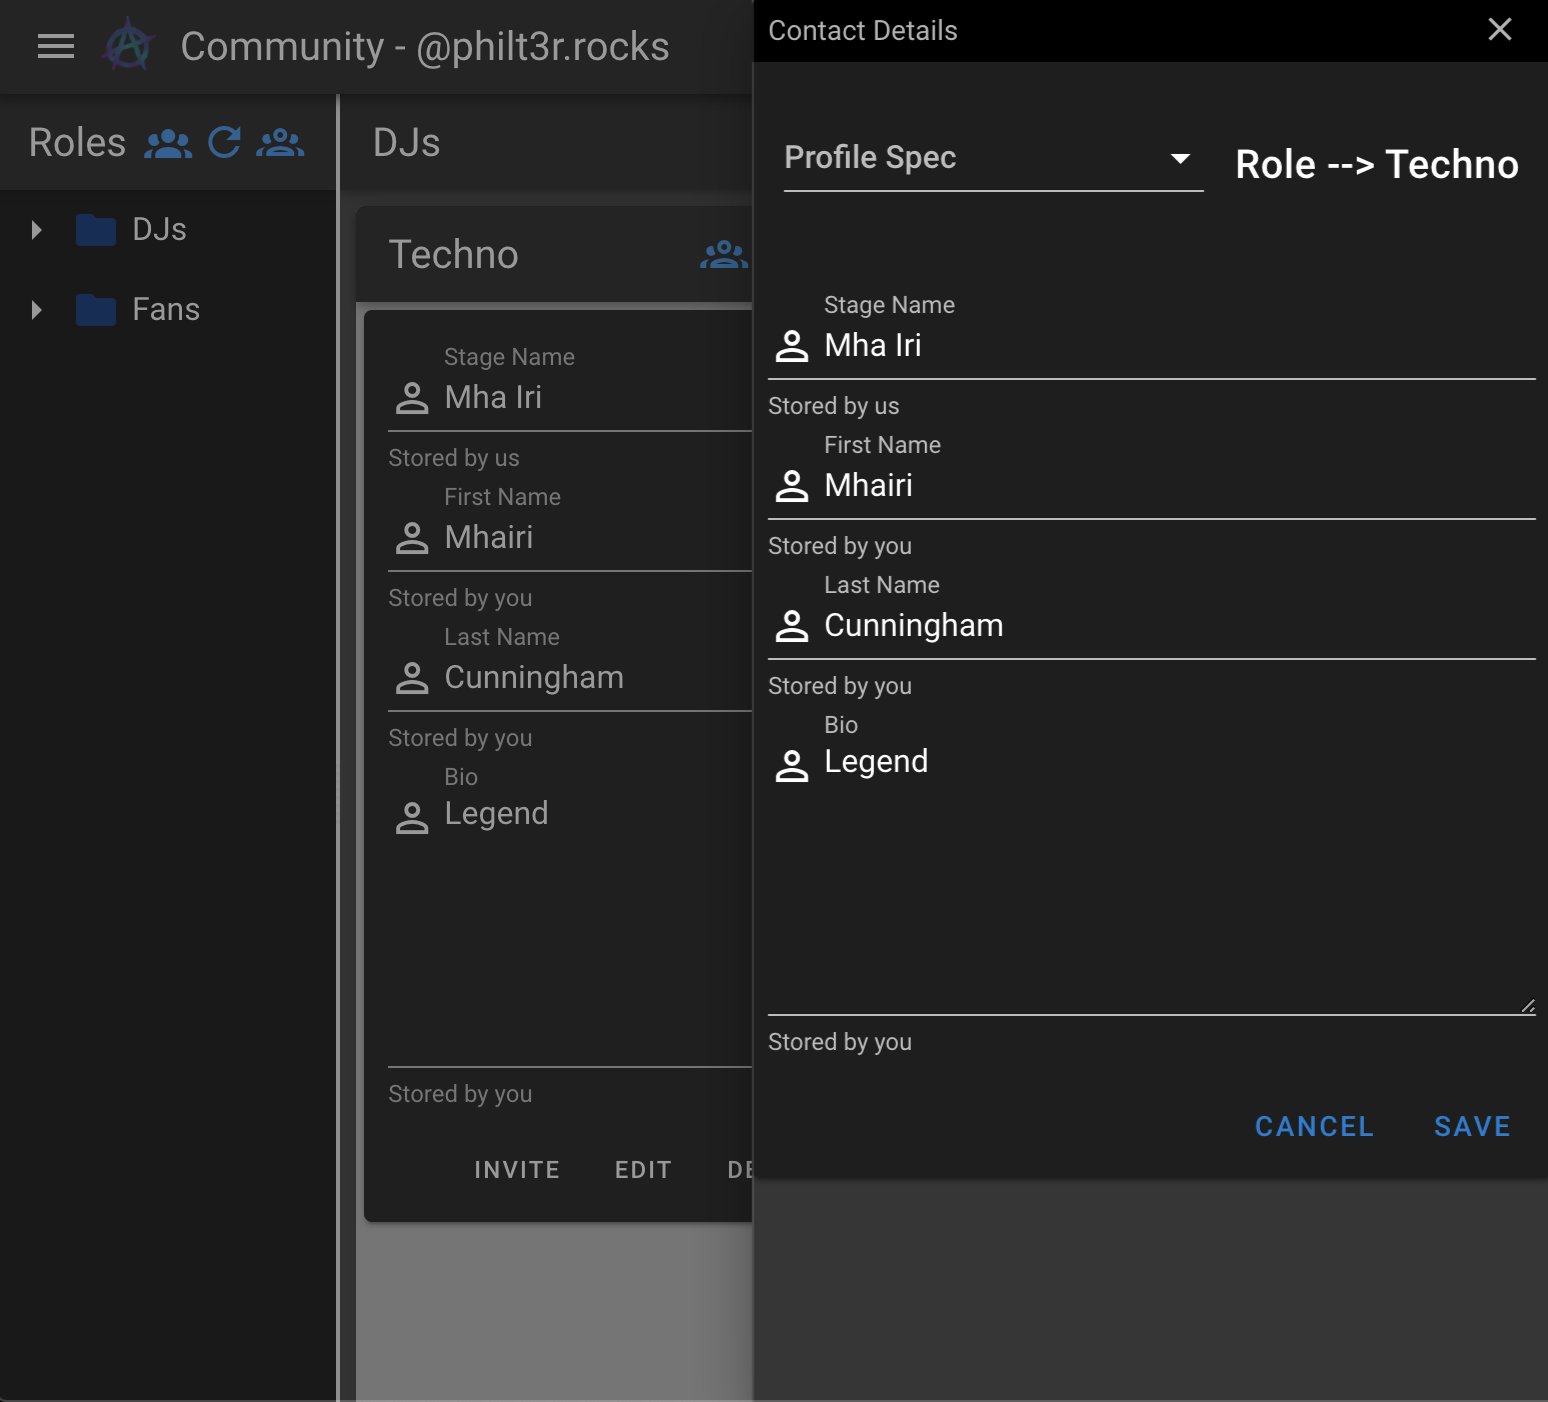 Community - @philt3r.rocks
Roles
DJs
Fans
DJs
Techno
Stage Name
Mha Iri
Stored by us
First Name
Mhairi
Stored by you
Last Name
Cunningham
Stored by you
Bio
Legend
Stored by you
INVITE EDIT DE
Contact Details
Profile Spec
Role --> Techno
Stage Name
Mha Iri
Stored by us
First Name
Mhairi
Stored by you
Last Name
Cunningham
Stored by you
Bio
Legend
Stored by you
CANCEL SAVE